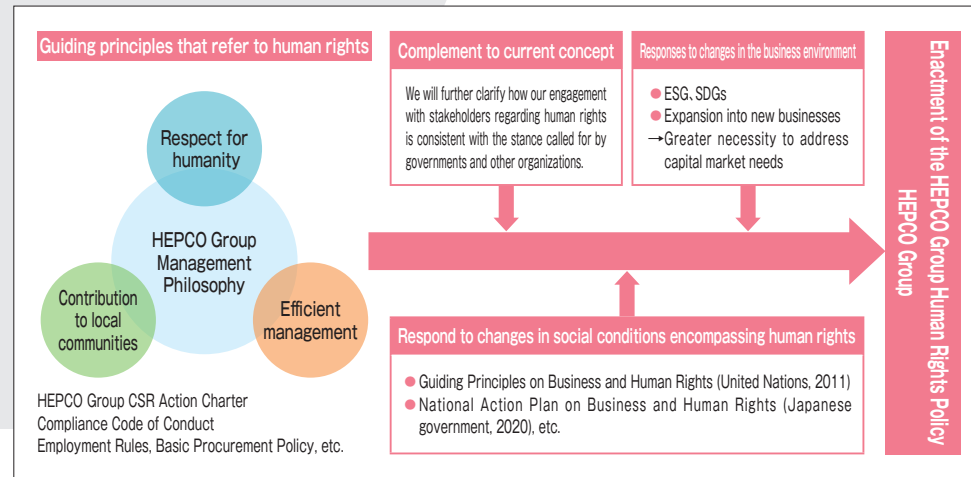 Guiding principles that refer to human rights
Respect for
humanity
HEPCO Group
Management
Philosophy
Contribution
to local
communities
Efficient
management
HEPCO Group CSR Action Charter
Compliance Code of Conduct
Employment Rules, Basic Procurement Policy, etc.
Complement to current concept
We will further clarify how our engagement
with stakeholders regarding human rights
is consistent with the stance called for by
governments and other organizations.
Responses to changes in the business environment
● ESG、SDGs
● Expansion into new businesses
→Greater necessity to address
capital market needs
Respond to changes in social conditions encompassing human rights
● Guiding Principles on Business and Human Rights (United Nations, 2011)
● National Action Plan on Business and Human Rights (Japanese
government, 2020), etc.
Enactment of the HEPCO Group Human Rights Policy
HEPCO Group